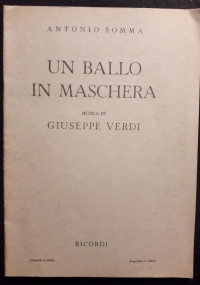 ANTONIO SOMMA
UN BALLO
IN MASCHERA
MUSICA DI
GIUSEPPE VERDI
RICORDI